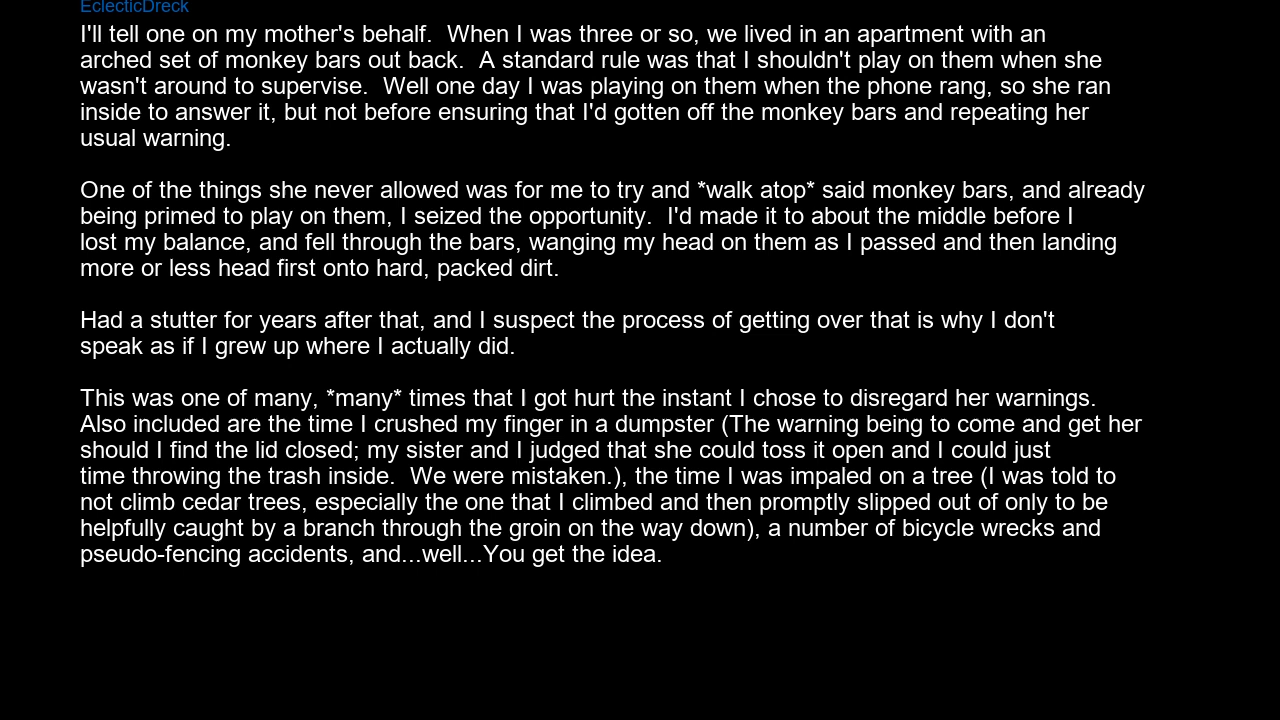 EclecticDreck
I'll tell one on my mother's behalf.  When I was three or so, we lived in an apartment with an
arched set of monkey bars out back.  A standard rule was that I shouldn't play on them when she
wasn't around to supervise.  Well one day I was playing on them when the phone rang, so she ran
inside to answer it, but not before ensuring that I'd gotten off the monkey bars and repeating her
usual warning.

One of the things she never allowed was for me to try and *walk atop* said monkey bars, and already
being primed to play on them, I seized the opportunity.  I'd made it to about the middle before I
lost my balance, and fell through the bars, wanging my head on them as I passed and then landing
more or less head first onto hard, packed dirt.

Had a stutter for years after that, and I suspect the process of getting over that is why I don't
speak as if I grew up where I actually did.

This was one of many, *many* times that I got hurt the instant I chose to disregard her warnings.
Also included are the time I crushed my finger in a dumpster (The warning being to come and get her
should I find the lid closed; my sister and I judged that she could toss it open and I could just
time throwing the trash inside.  We were mistaken.), the time I was impaled on a tree (I was told to
not climb cedar trees, especially the one that I climbed and then promptly slipped out of only to be
helpfully caught by a branch through the groin on the way down), a number of bicycle wrecks and
pseudo-fencing accidents, and...well...You get the idea.